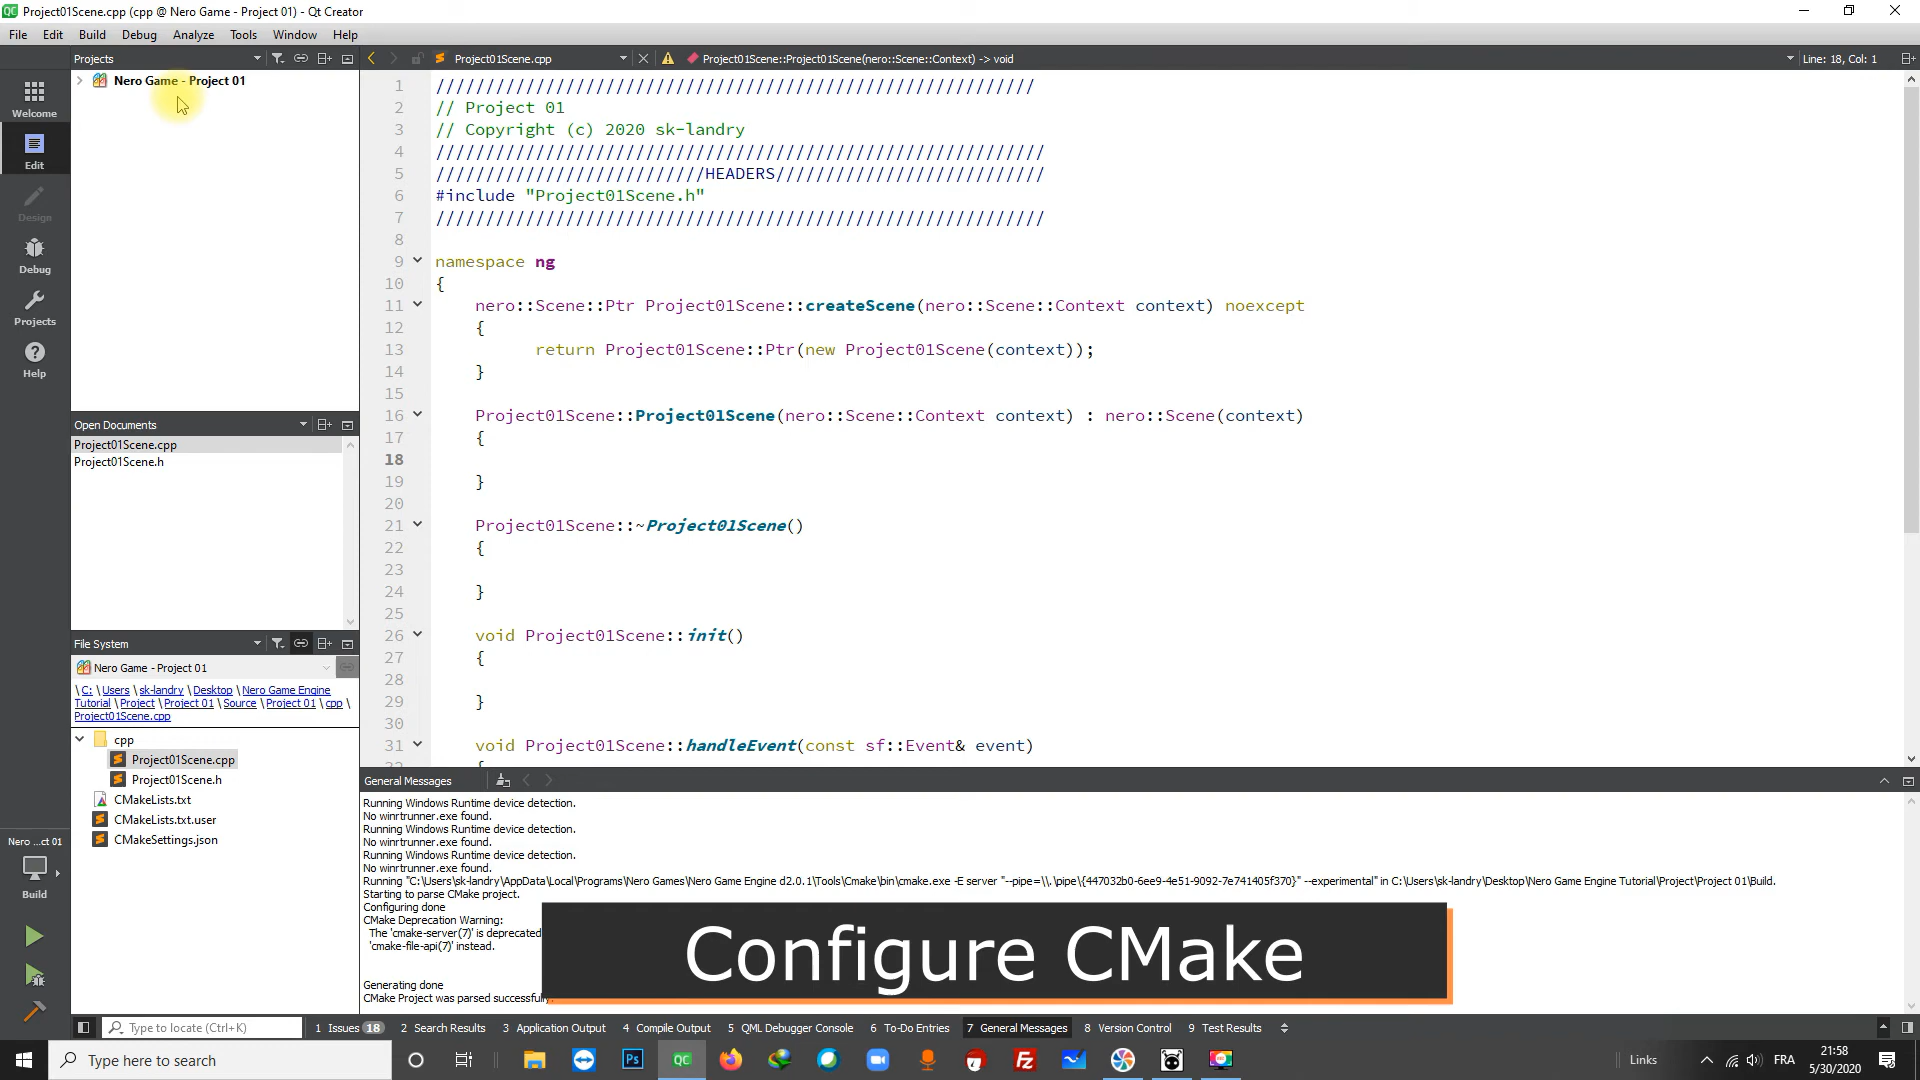 Project01Scene.cpp (cpp @ Nero Game - Project 01) - Qt Creator
File Edit Build Debug Analyze Tools Window Help
Projects
Project01Scene.cpp
Project01Scene::Project01Scene(nero::Scene::Context) -> void
Line: 18, Col: 1
Nero Game - Project 01
Welcome
Edit
Design
Debug
Projects
Help
1 ////////////////////////////////////////////////////////////
2 // Project 01
3 // Copyright (c) 2020 sk-landry
4 /////////////////////////////////////////////////////////////
5 ///////////////////////////HEADERS///////////////////////////
6 #include "Project01Scene.h"
7 /////////////////////////////////////////////////////////////
8
9 namespace ng
10 {
11 nero::Scene::Ptr Project01Scene::createScene(nero::Scene::Context context) noexcept
12 {
13 return Project01Scene::Ptr(new Project01Scene(context));
14 }
15
16 Project01Scene::Project01Scene(nero::Scene::Context context) : nero::Scene(context)
17 {
18
19 }
20
21 Project01Scene::~Project01Scene()
22 {
23
24 }
25
26 void Project01Scene::init()
27 {
28
29 }
30
31 void Project01Scene::handleEvent(const sf::Event& event)
Open Documents
Project01Scene.cpp
Project01Scene.h
File System
Nero Game - Project 01
\ C: \ Users \ sk-landry \ Desktop \ Nero Game Engine
Tutorial \ Project \ Project 01 \ Source \ Project 01 \ cpp \
Project01Scene.cpp
cpp
Project01Scene.cpp
Project01Scene.h
CMakeLists.txt
CMakeLists.txt.user
CMakeSettings.json
Nero ...ct 01
Build
General Messages
Running Windows Runtime device detection.
No winrtrunner.exe found.
Running Windows Runtime device detection.
No winrtrunner.exe found.
Running Windows Runtime device detection.
No winrtrunner.exe found.
Running "C:\Users\sk-landry\AppData\Local\Programs\Nero Games\Nero Game Engine d2.0.1\Tools\Cmake\bin\cmake.exe -E server "--pipe=\\.\pipe\{447032b0-6ee9-4e51-9092-7e741405f370}" --experimental" in C:\Users\sk-landry\Desktop\Nero Game Engine Tutorial\Project\Project 01\Build.
Starting to parse CMake project.
Configuring done
CMake Deprecation Warning:
The 'cmake-server(7)' is deprecated
'cmake-file-api(7)' instead.
Generating done
CMake Project was parsed successfully.
Configure CMake
Type to locate (Ctrl+K)
1 Issues 18 2 Search Results 3 Application Output 4 Compile Output 5 QML Debugger Console 6 To-Do Entries 7 General Messages 8 Version Control 9 Test Results
Type here to search
Ps
QC
Links
FRA
21:58
5/30/2020